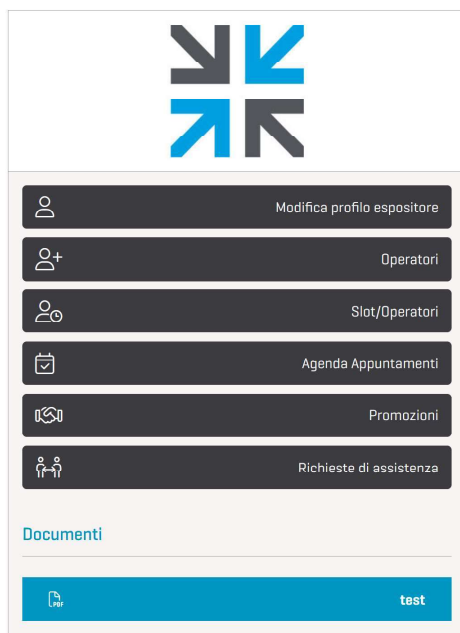 Modifica profilo espositore
Operatori
Slot/Operatori
Agenda Appuntamenti
Promozioni
Richieste di assistenza
Documenti
PDF
test